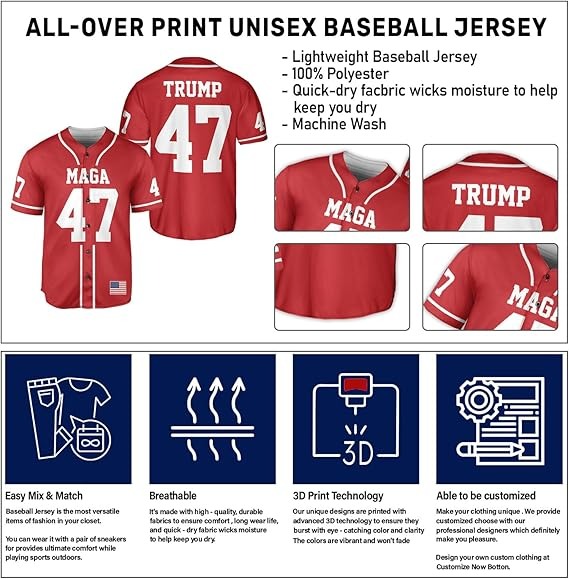 ALL-OVER PRINT UNISEX BASEBALL JERSEY
- Lightweight Baseball Jersey
- 100% Polyester
- Quick-dry facbric wicks moisture to help
keep you dry
- Machine Wash
TRUMP
47
7
4
MAGA
47
7
4
MAGA
TRUMP
47
7
MAGA
47
3D
Easy Mix & Match
Baseball Jersey is the most versatile
items of fashion in your closet.
You can wear it with a pair of sneakers
for provides ultimate comfort while
playing sports outdoors.
Breathable
It's made with high - quality, durable
fabrics to ensure comfort , long wear life,
and quick - dry fabric wicks moisture
to help keep you dry.
3D Print Technology
Our unique designs are printed with
advanced 3D technology to ensure they
burst with eye - catching color and clarity
The colors are vibrant and won't fade
Able to be customized
Make your clothing unique . We provide
customized choose with our
professional designers which definitely
make you pleasure.
Design your own custom clothing at
Customize Now Botten.